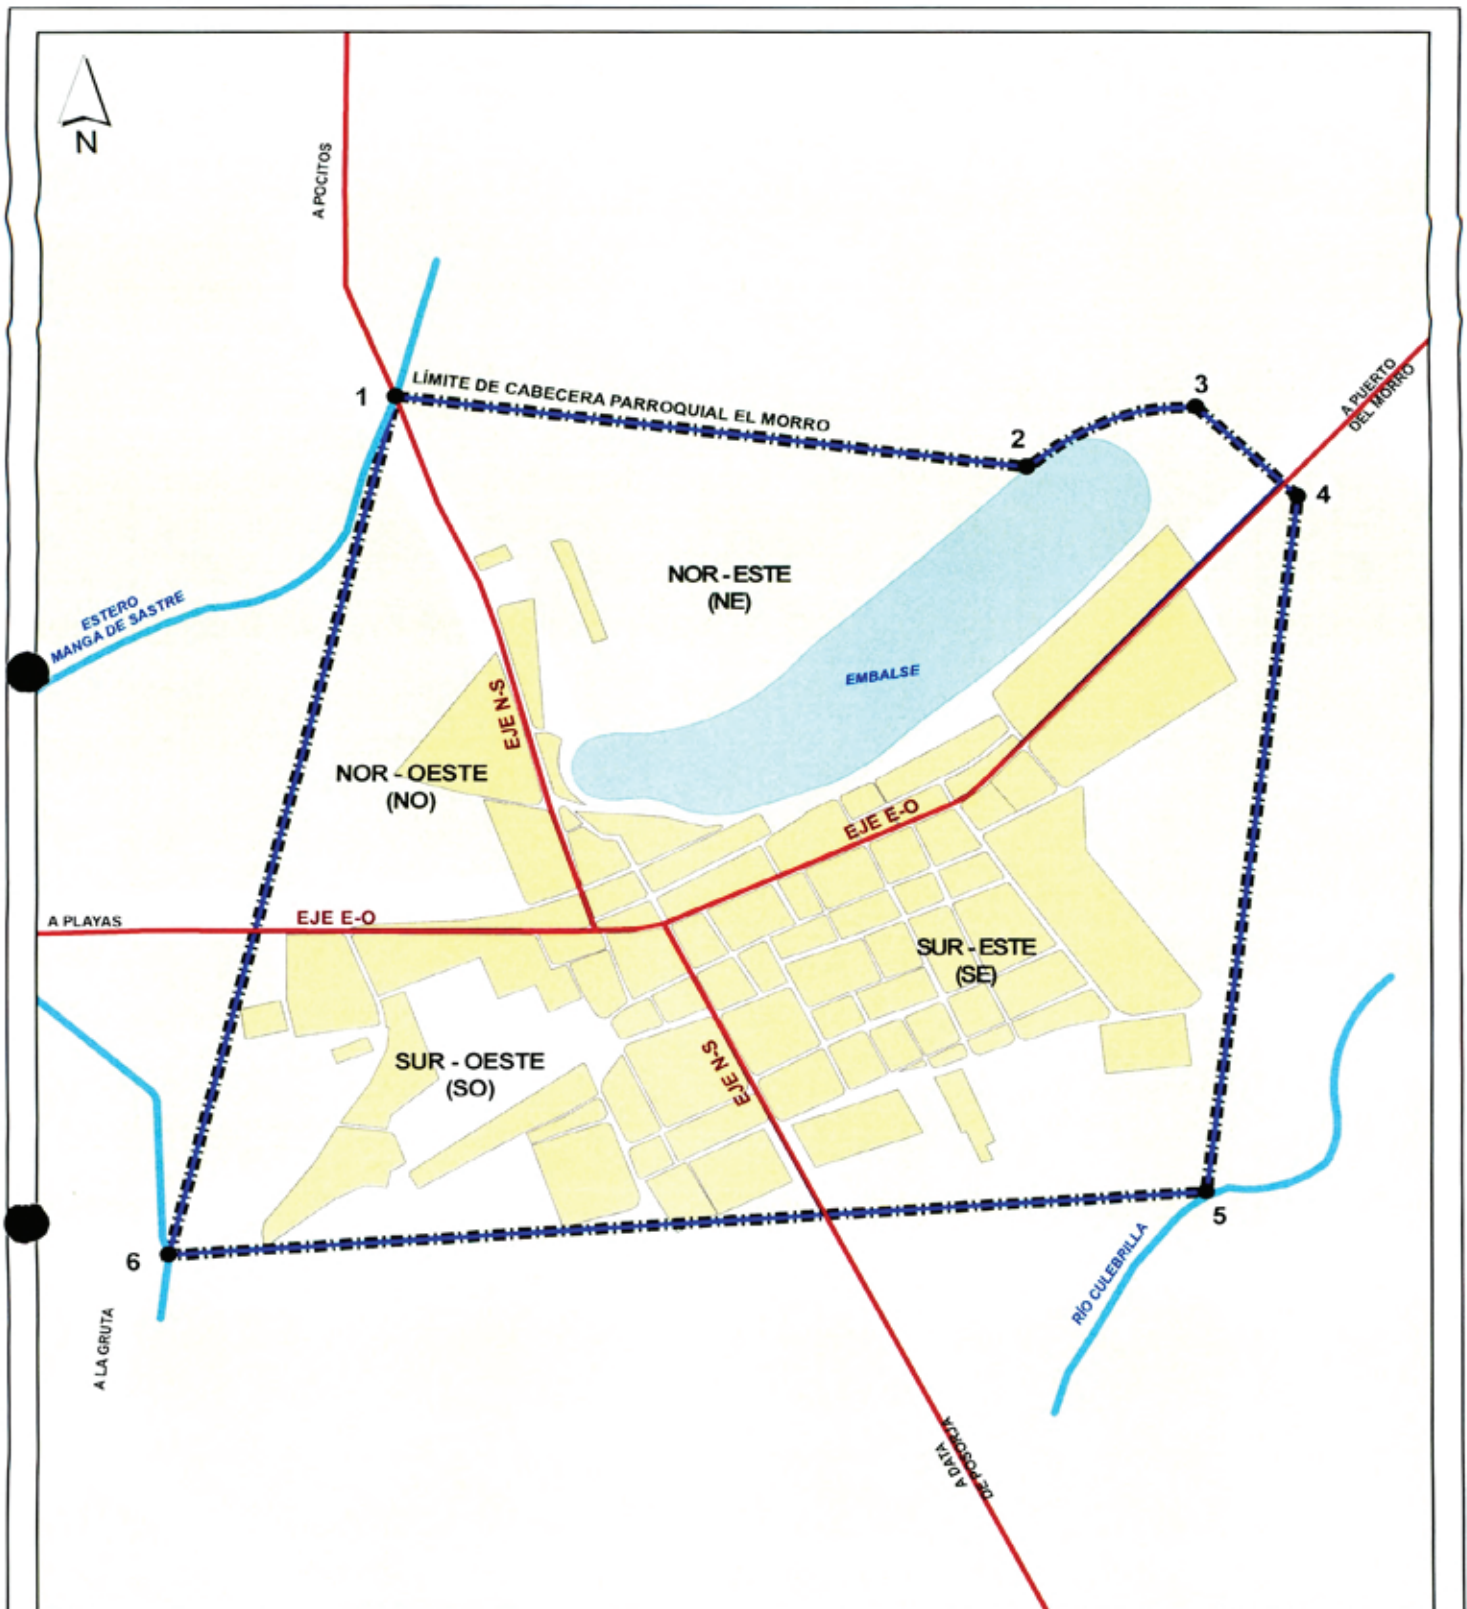 N
A POCITOS
1
LÍMITE DE CABECERA PARROQUIAL EL MORRO
2
3
A PUERTO
DEL MORRO
4
NOR - ESTE
(NE)
ESTERO
MANGA DE SASTRE
EMBALSE
EJE N-S
NOR - OESTE
(NO)
EJE E-O
A PLAYAS
EJE E-O
SUR - ESTE
(SE)
SUR - OESTE
(SO)
EJE N-S
5
6
RÍO CULEBRILLA
A LA GRUTA
A DATA
DE POSORJA